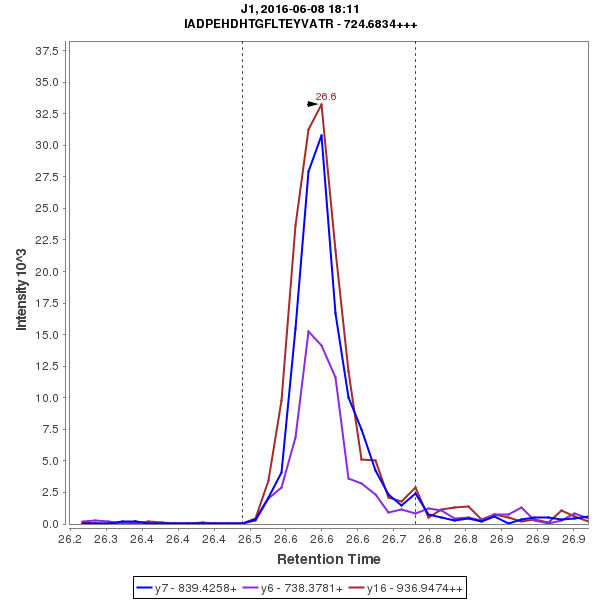 J1, 2016-06-08 18:11
IADPEHDHTGFLTEYVATR - 724.6834+++
37.5
35.0
32.5
30.0
27.5
25.0
22.5
20.0
17.5
15.0
12.5
10.0
7.5
5.0
2.5
0.0
Intensity 10^3
26.6
26.2 26.3 26.4 26.4 26.4 26.5 26.6 26.6 26.6 26.7 26.8 26.8 26.9 26.9 26.9
Retention Time
y7 - 839.4258+ y6 - 738.3781+ y16 - 936.9474++